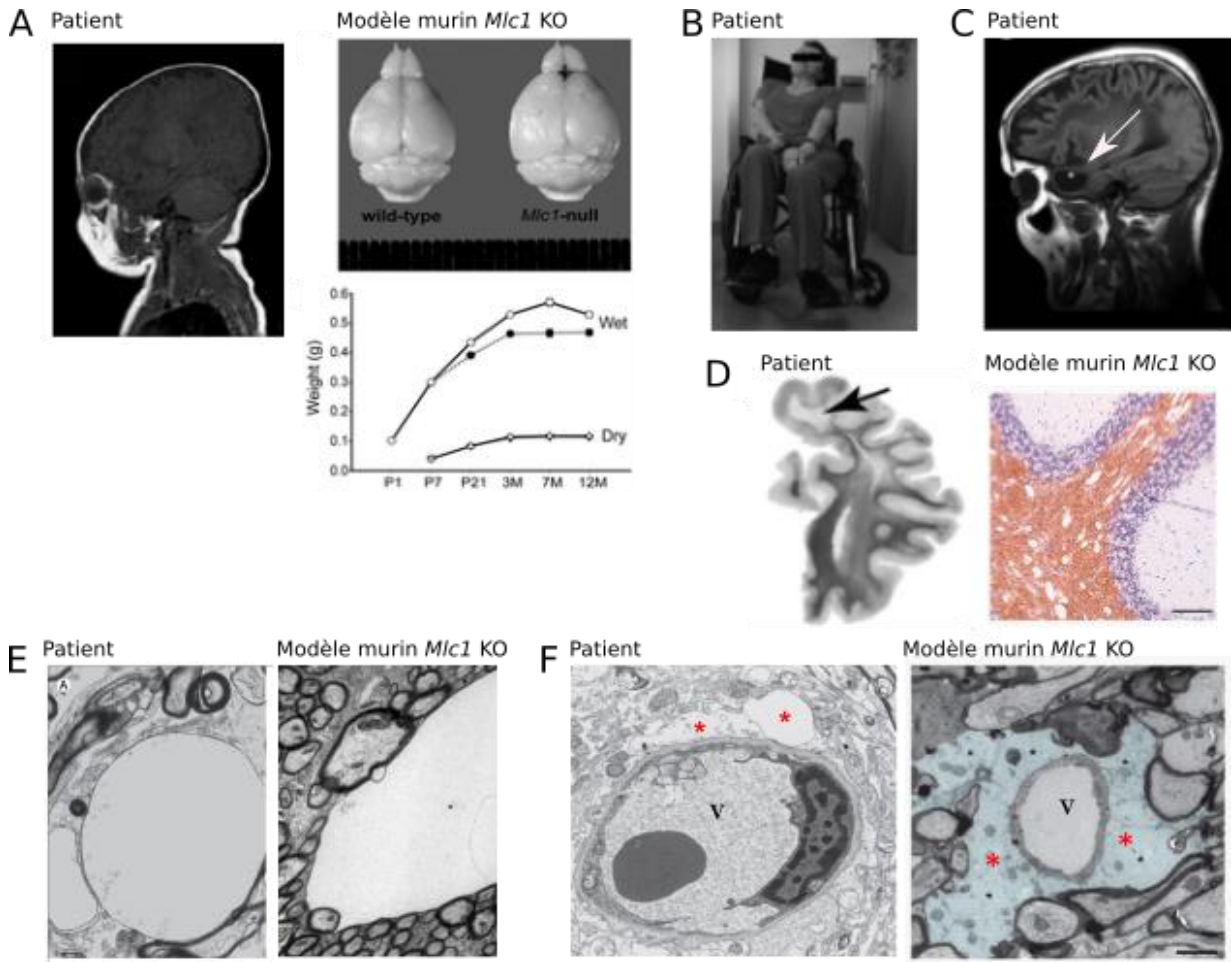 A Patient
Modèle murin Mlc1 KO
wild-type
Mlc1-null
Weight (g)
0.6
0.5
0.4
0.3
0.2
0.1
0.0
Wet
Dry
P1 P7 P21 3M 7M 12M
B Patient
C Patient
*
D Patient
Modèle murin Mlc1 KO
E Patient
A
Modèle murin Mlc1 KO
*
F Patient
* *
V
Modèle murin Mlc1 KO
V
* *